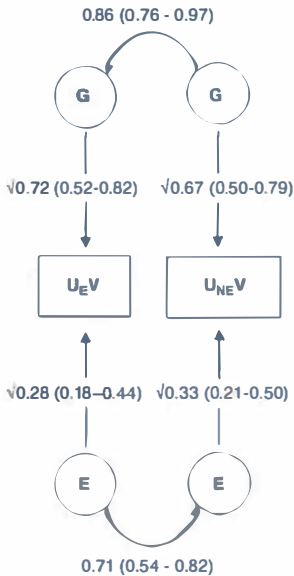 0.86 (0.76 - 0.97)
G G
√0.72 (0.52-0.82) √0.67 (0.50-0.79)
UEV UNEV
√0.28 (0.18–0.44) √0.33 (0.21-0.50)
E E
0.71 (0.54 - 0.82)